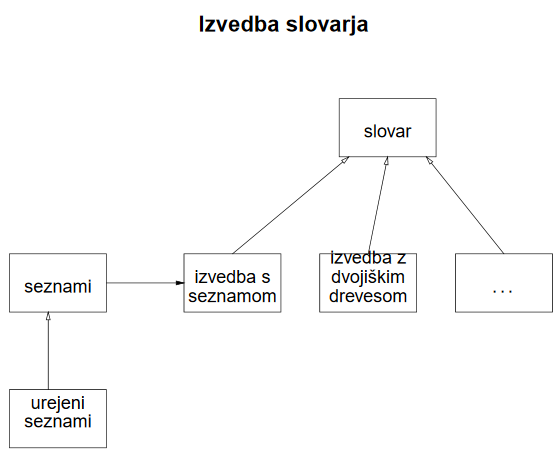 Izvedba slovarja
slovar
seznami
izvedba s
seznamom
izvedba z
dvojiškim
drevesom
...
urejeni
seznami